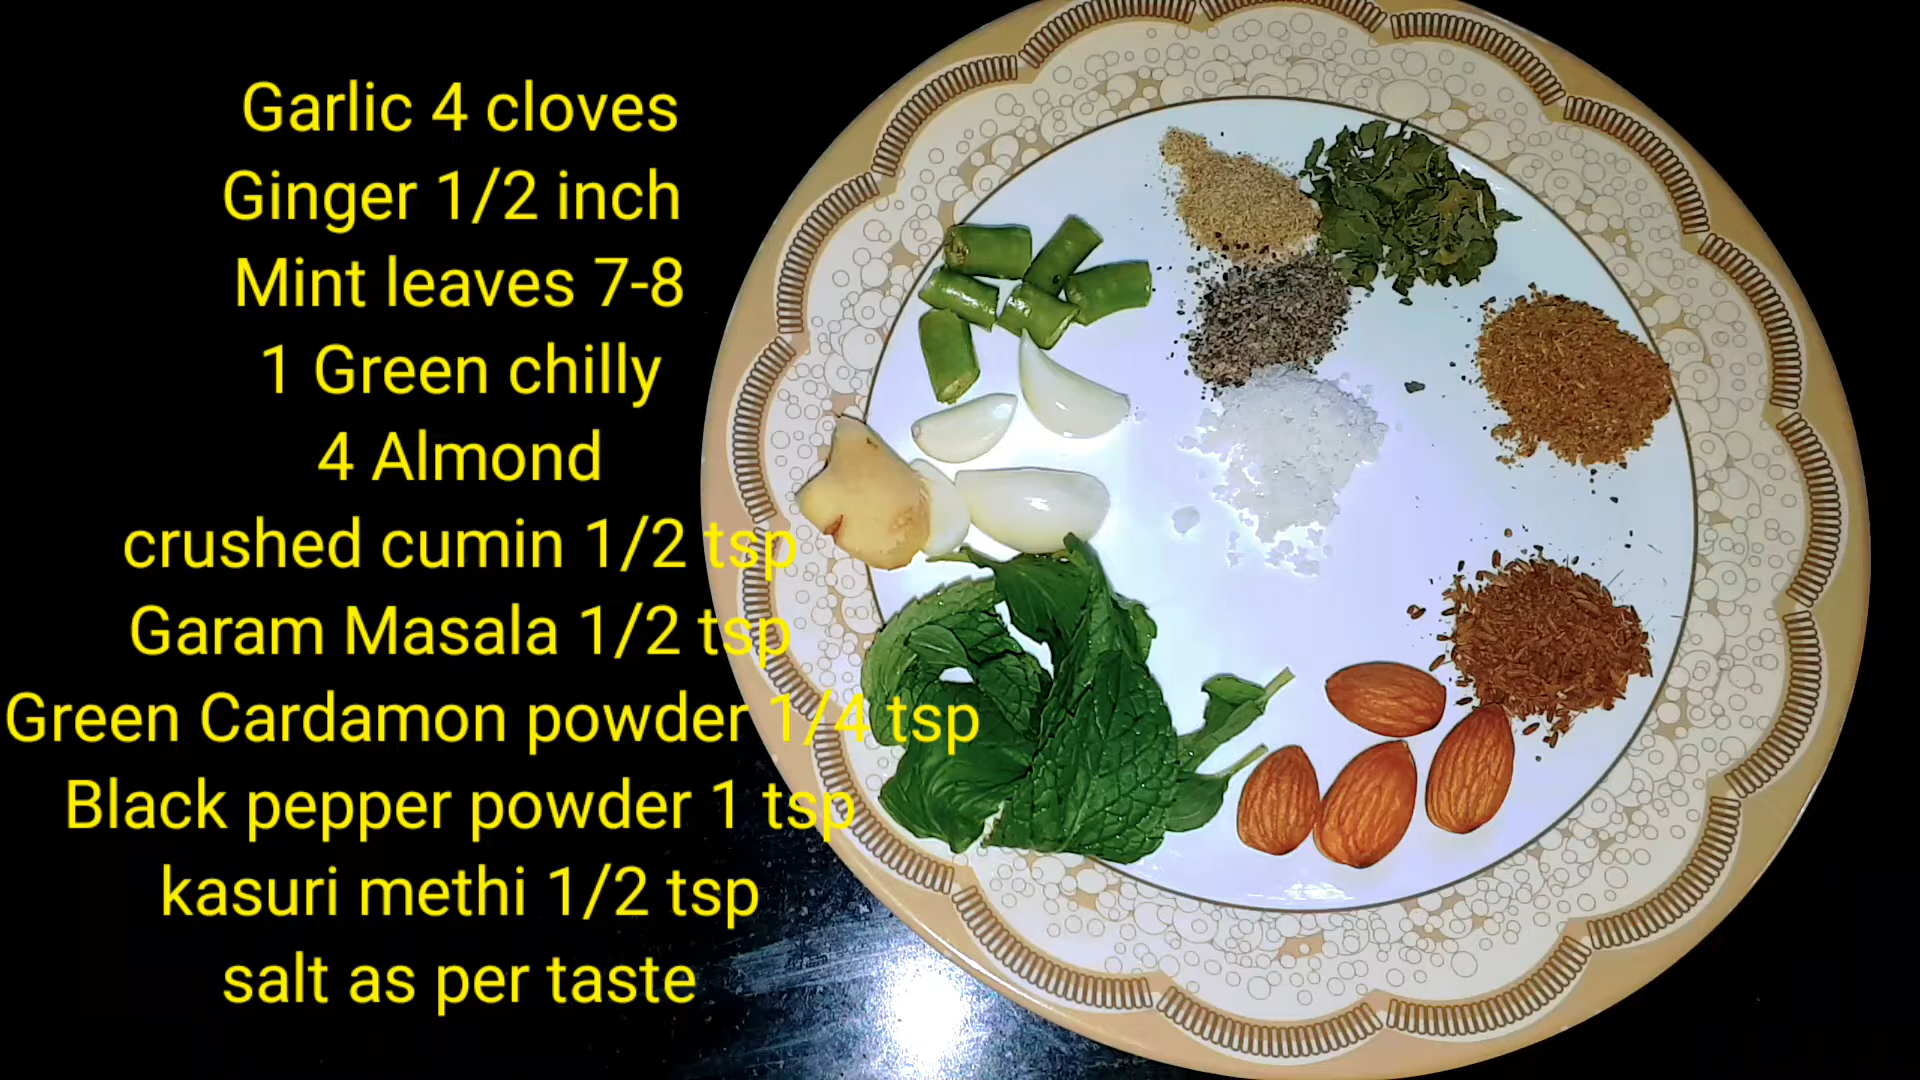 Garlic 4 cloves
Ginger 1/2 inch
Mint leaves 7-8
1 Green chilly
4 Almond
crushed cumin 1/2 tsp
Garam Masala 1/2 tsp
Green Cardamon powder 1/4 tsp
Black pepper powder 1 tsp
kasuri methi 1/2 tsp
salt as per taste